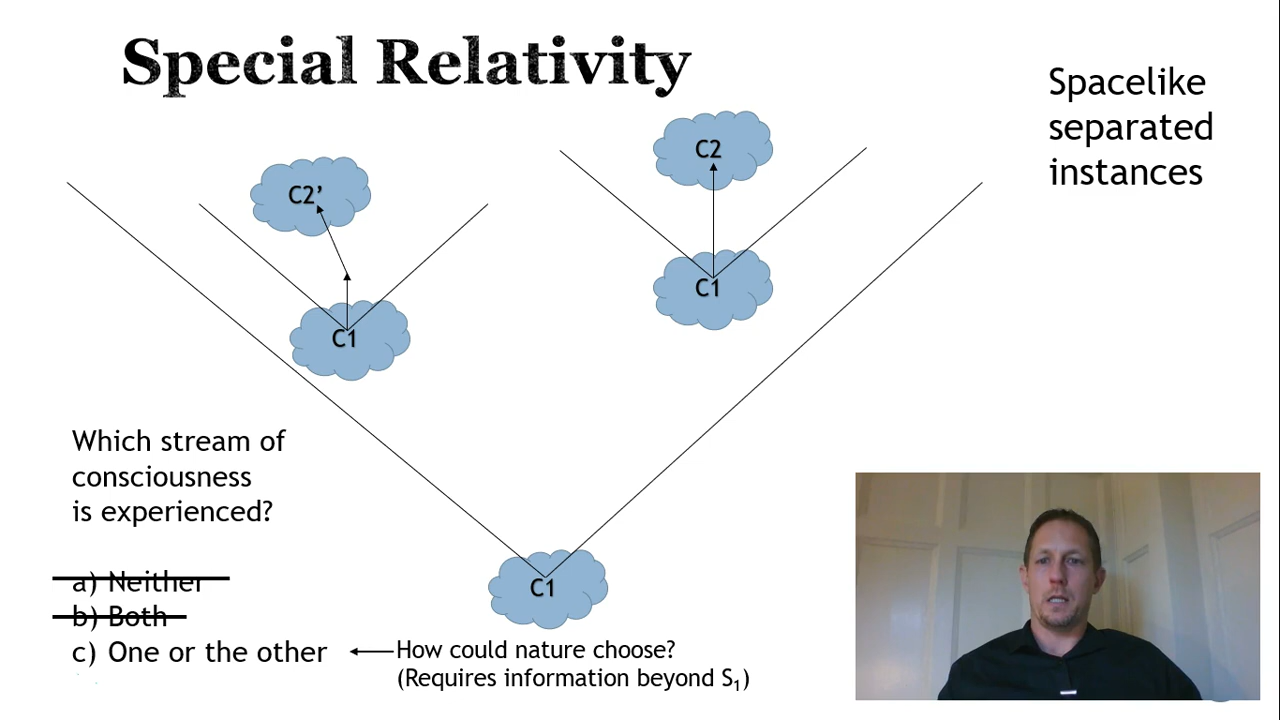 Special Relativity
Spacelike
separated
instances
C2
C2’
C1
C1
Which stream of
consciousness
is experienced?
a) Neither
b) Both
C1
c) One or the other
How could nature choose?
(Requires information beyond S₁)